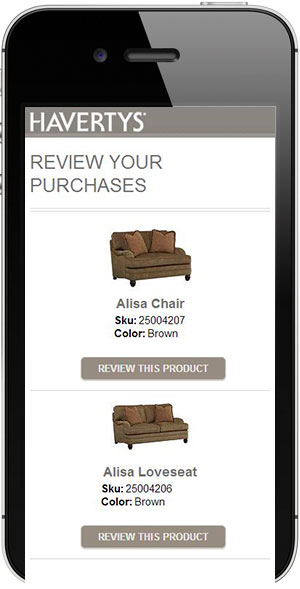 HAVERTYS®
REVIEW YOUR
PURCHASES
Alisa Chair
Sku: 25004207
Color: Brown
REVIEW THIS PRODUCT
Alisa Loveseat
Sku: 25004206
Color: Brown
REVIEW THIS PRODUCT